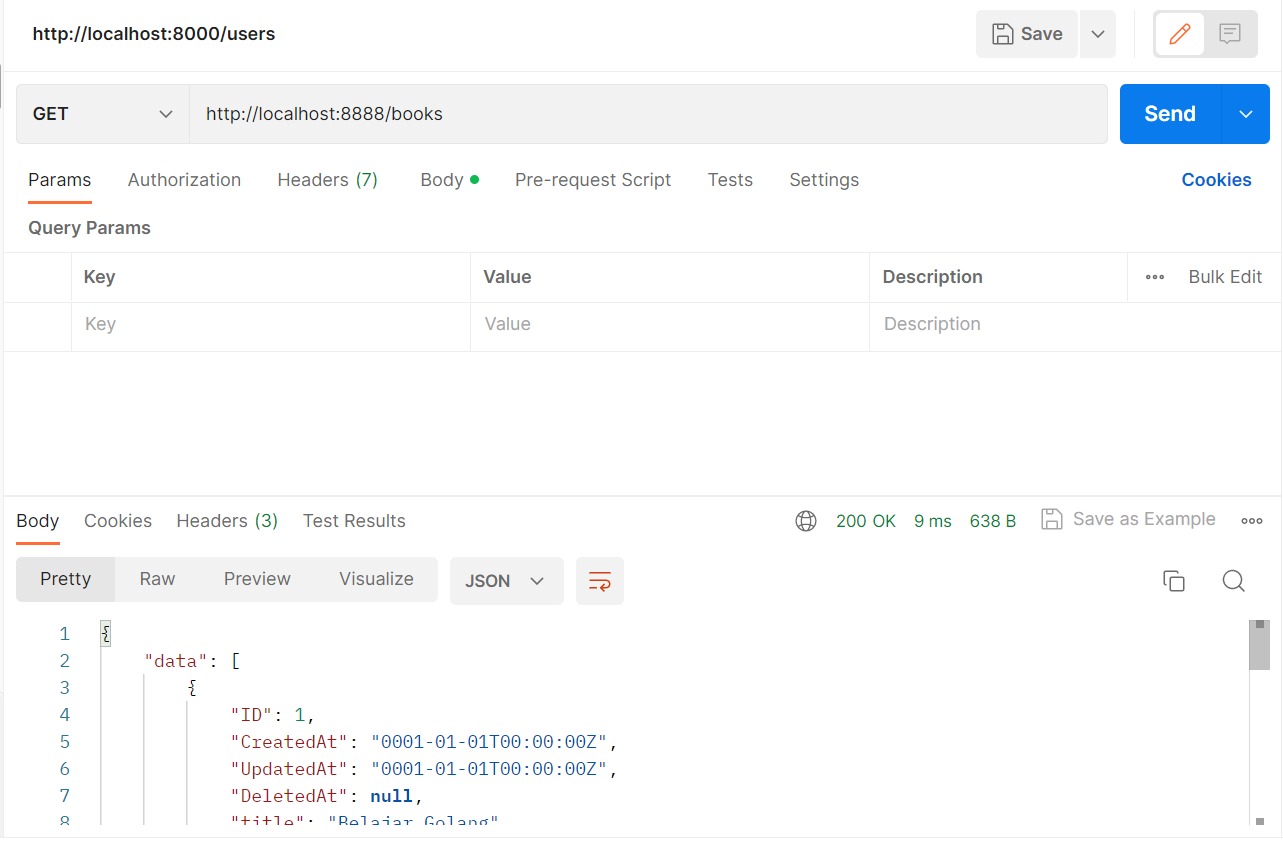 http://localhost:8000/users
Save
GET
http://localhost:8888/books
Send
Params Authorization Headers (7) Body Pre-request Script Tests Settings Cookies
Query Params
Key Value Description Bulk Edit
Key Value Description
Body Cookies Headers (3) Test Results 200 OK 9 ms 638 B Save as Example
Pretty Raw Preview Visualize JSON
1 {
2 "data": [
3 {
4 "ID": 1,
5 "CreatedAt": "0001-01-01T00:00:00Z",
6 "UpdatedAt": "0001-01-01T00:00:00Z",
7 "DeletedAt": null,
8 "title": "Belajar Golang"